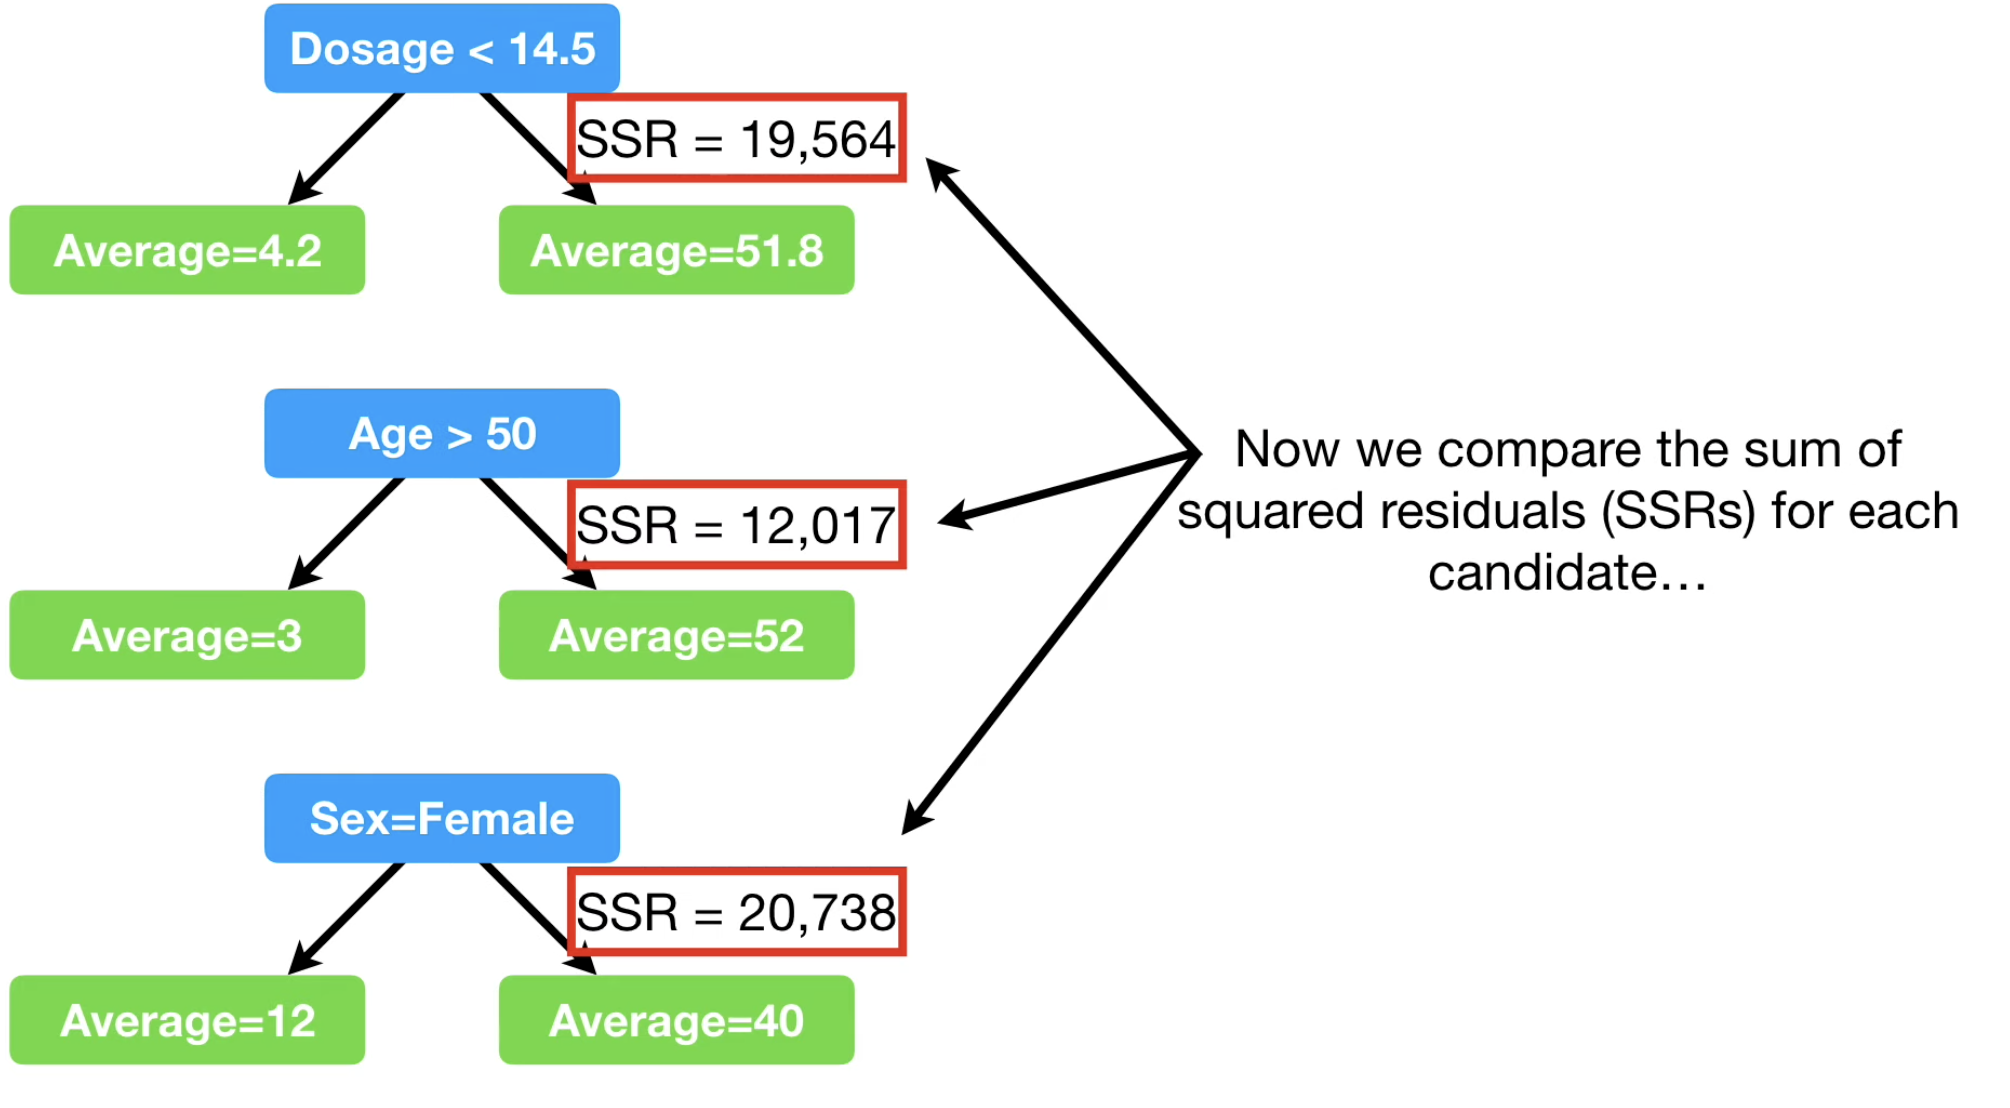 Dosage < 14.5
SSR = 19,564
Average=4.2
Average=51.8
Age > 50
SSR = 12,017
Average=3
Average=52
Sex=Female
SSR = 20,738
Average=12
Average=40
Now we compare the sum of
squared residuals (SSRs) for each
candidate…